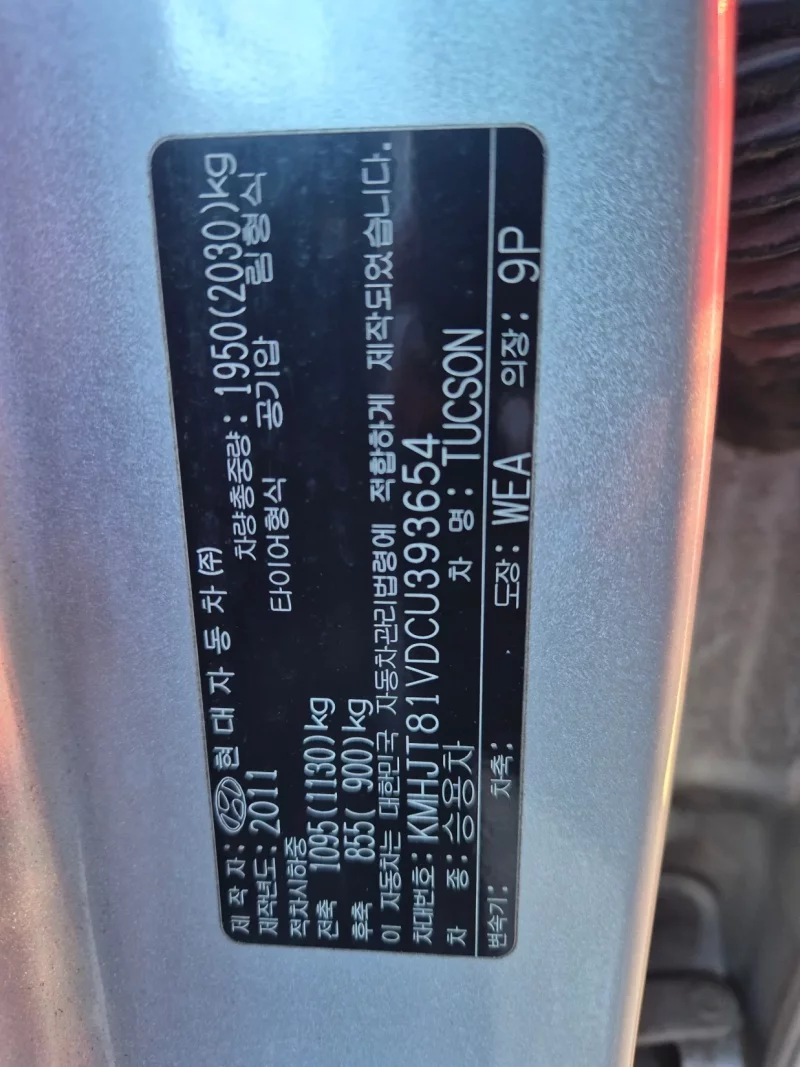 제 작 자: 현 대 자 동 차 (주)
제작년도: 2011 차량총중량: 1950(2030)kg
적차시하중 타이어형식 공기압 림형식
전축 1095(1130)kg
후축 855( 900)kg
이 자동차는 대한민국 자동차관리법령에 적합하게 제작되었습니다.
차대번호: KMHJT81VDCU393654
차 종: 승용차 차 명: TUCSON
변속기: 차축: 도장: WEA 의장: 9P